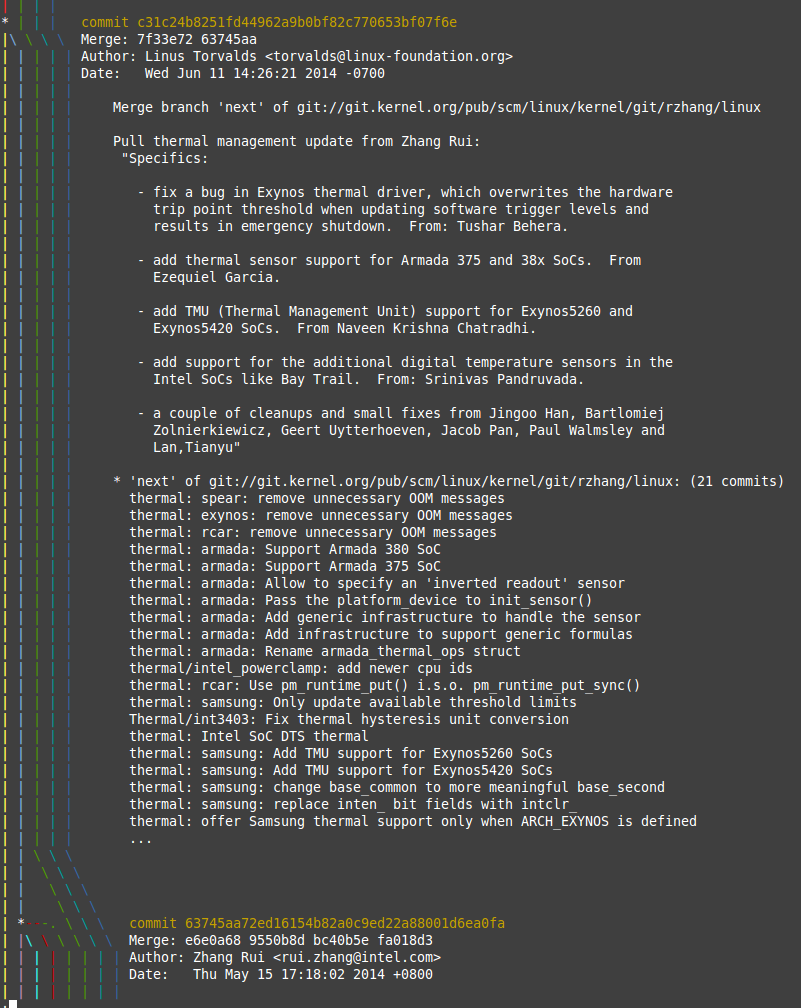 commit c31c24b8251fd44962a9b0bf82c770653bf07f6e
Merge: 7f33e72 63745aa
Author: Linus Torvalds <torvalds@linux-foundation.org>
Date:   Wed Jun 11 14:26:21 2014 -0700
Merge branch 'next' of git://git.kernel.org/pub/scm/linux/kernel/git/rzhang/linux
Pull thermal management update from Zhang Rui:
"Specifics:
- fix a bug in Exynos thermal driver, which overwrites the hardware
trip point threshold when updating software trigger levels and
results in emergency shutdown.  From: Tushar Behera.
- add thermal sensor support for Armada 375 and 38x SoCs.  From
Ezequiel Garcia.
- add TMU (Thermal Management Unit) support for Exynos5260 and
Exynos5420 SoCs.  From Naveen Krishna Chatradhi.
- add support for the additional digital temperature sensors in the
Intel SoCs like Bay Trail.  From: Srinivas Pandruvada.
- a couple of cleanups and small fixes from Jingoo Han, Bartlomiej
Zolnierkiewicz, Geert Uytterhoeven, Jacob Pan, Paul Walmsley and
Lan,Tianyu"
* 'next' of git://git.kernel.org/pub/scm/linux/kernel/git/rzhang/linux: (21 commits)
thermal: spear: remove unnecessary OOM messages
thermal: exynos: remove unnecessary OOM messages
thermal: rcar: remove unnecessary OOM messages
thermal: armada: Support Armada 380 SoC
thermal: armada: Support Armada 375 SoC
thermal: armada: Allow to specify an 'inverted readout' sensor
thermal: armada: Pass the platform_device to init_sensor()
thermal: armada: Add generic infrastructure to handle the sensor
thermal: armada: Add infrastructure to support generic formulas
thermal: armada: Rename armada_thermal_ops struct
thermal/intel_powerclamp: add newer cpu ids
thermal: rcar: Use pm_runtime_put() i.s.o. pm_runtime_put_sync()
thermal: samsung: Only update available threshold limits
Thermal/int3403: Fix thermal hysteresis unit conversion
thermal: Intel SoC DTS thermal
thermal: samsung: Add TMU support for Exynos5260 SoCs
thermal: samsung: Add TMU support for Exynos5420 SoCs
thermal: samsung: change base_common to more meaningful base_second
thermal: samsung: replace inten_ bit fields with intclr_
thermal: offer Samsung thermal support only when ARCH_EXYNOS is defined
...
commit 63745aa72ed16154b82a0c9ed22a88001d6ea0fa
Merge: e6e0a68 9550b8d bc40b5e fa018d3
Author: Zhang Rui <rui.zhang@intel.com>
Date:   Thu May 15 17:18:02 2014 +0800
: